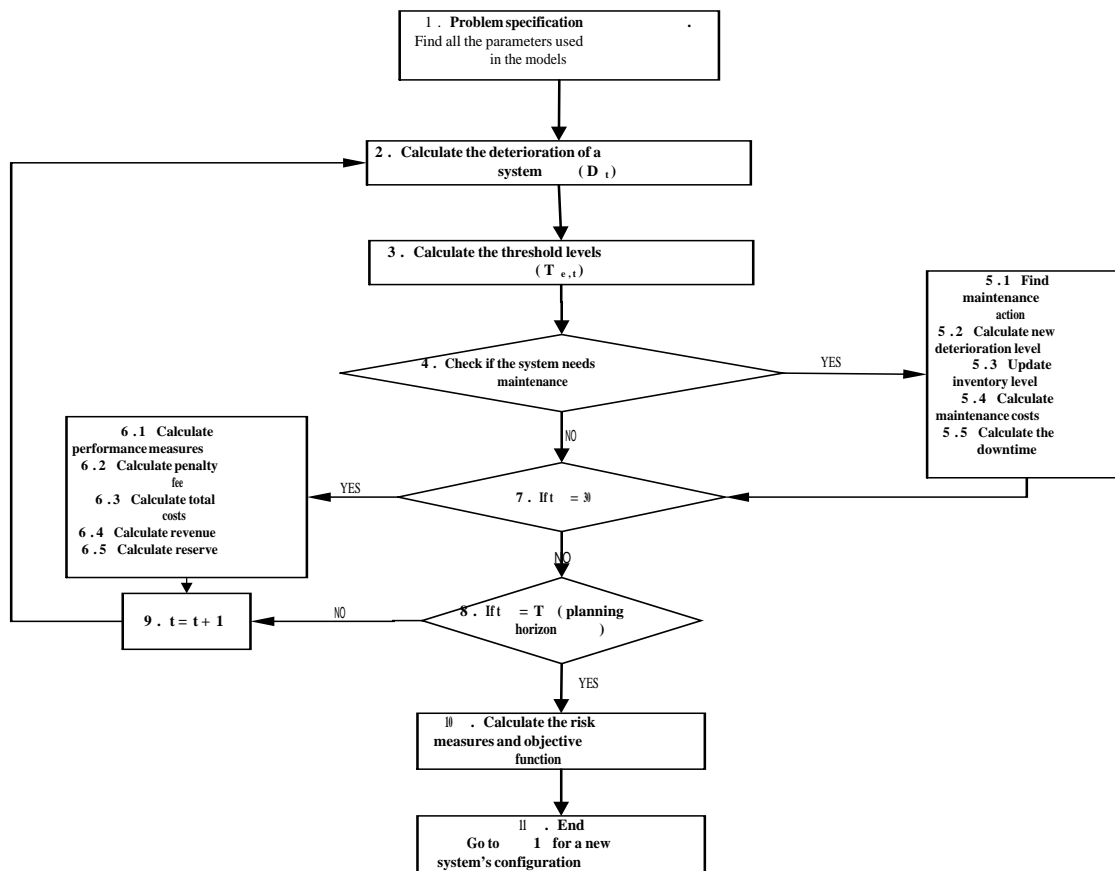 1 . Problem specification .
Find all the parameters used
in the models
2 . Calculate the deterioration of a
system ( D t )
3 . Calculate the threshold levels
( T e , t )
4 . Check if the system needs
maintenance
YES
5 . 1 Find
maintenance
action
5 . 2 Calculate new
deterioration level
5 . 3 Update
inventory level
5 . 4 Calculate
maintenance costs
5 . 5 Calculate the
downtime
NO
6 . 1 Calculate
performance measures
6 . 2 Calculate penalty
fee
6 . 3 Calculate total
costs
6 . 4 Calculate revenue
6 . 5 Calculate reserve
YES
7 . If t = 30
NO
8 . If t = T ( planning
horizon )
NO
9 . t = t + 1
YES
10 . Calculate the risk
measures and objective
function
11 . End
Go to 1 for a new
system's configuration